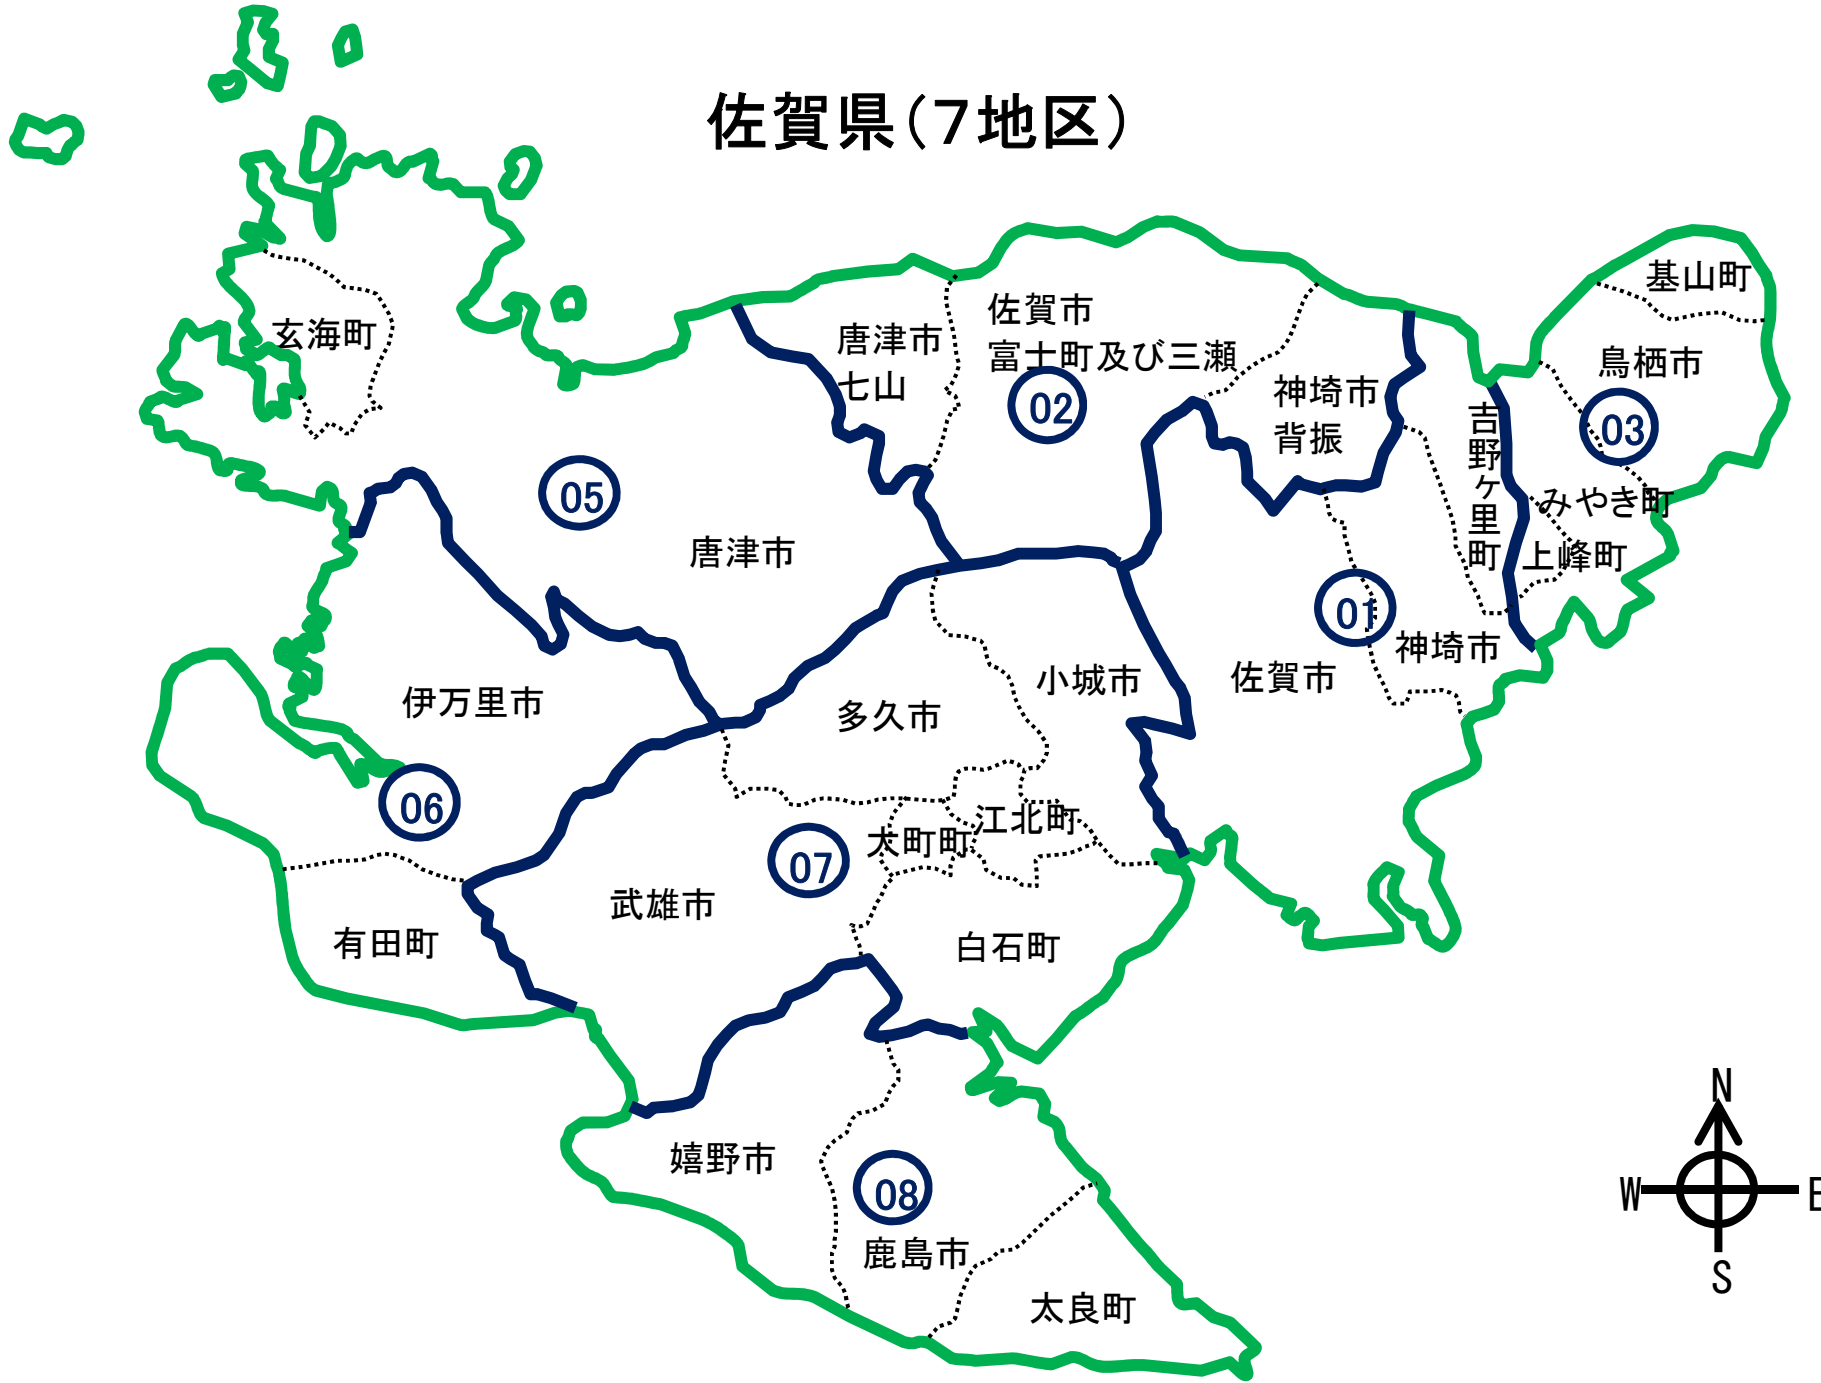 佐賀県（７地区）
基山町
佐賀市
富士町及び三瀬
唐津市
七山
玄海町
鳥栖市
神埼市
背振
02
03
吉野ヶ里町
05
みやき町
唐津市
上峰町
01
神埼市
佐賀市
小城市
伊万里市
多久市
06
江北町
大町町
07
武雄市
有田町
白石町
嬉野市
08
鹿島市
太良町
N
W
E
S